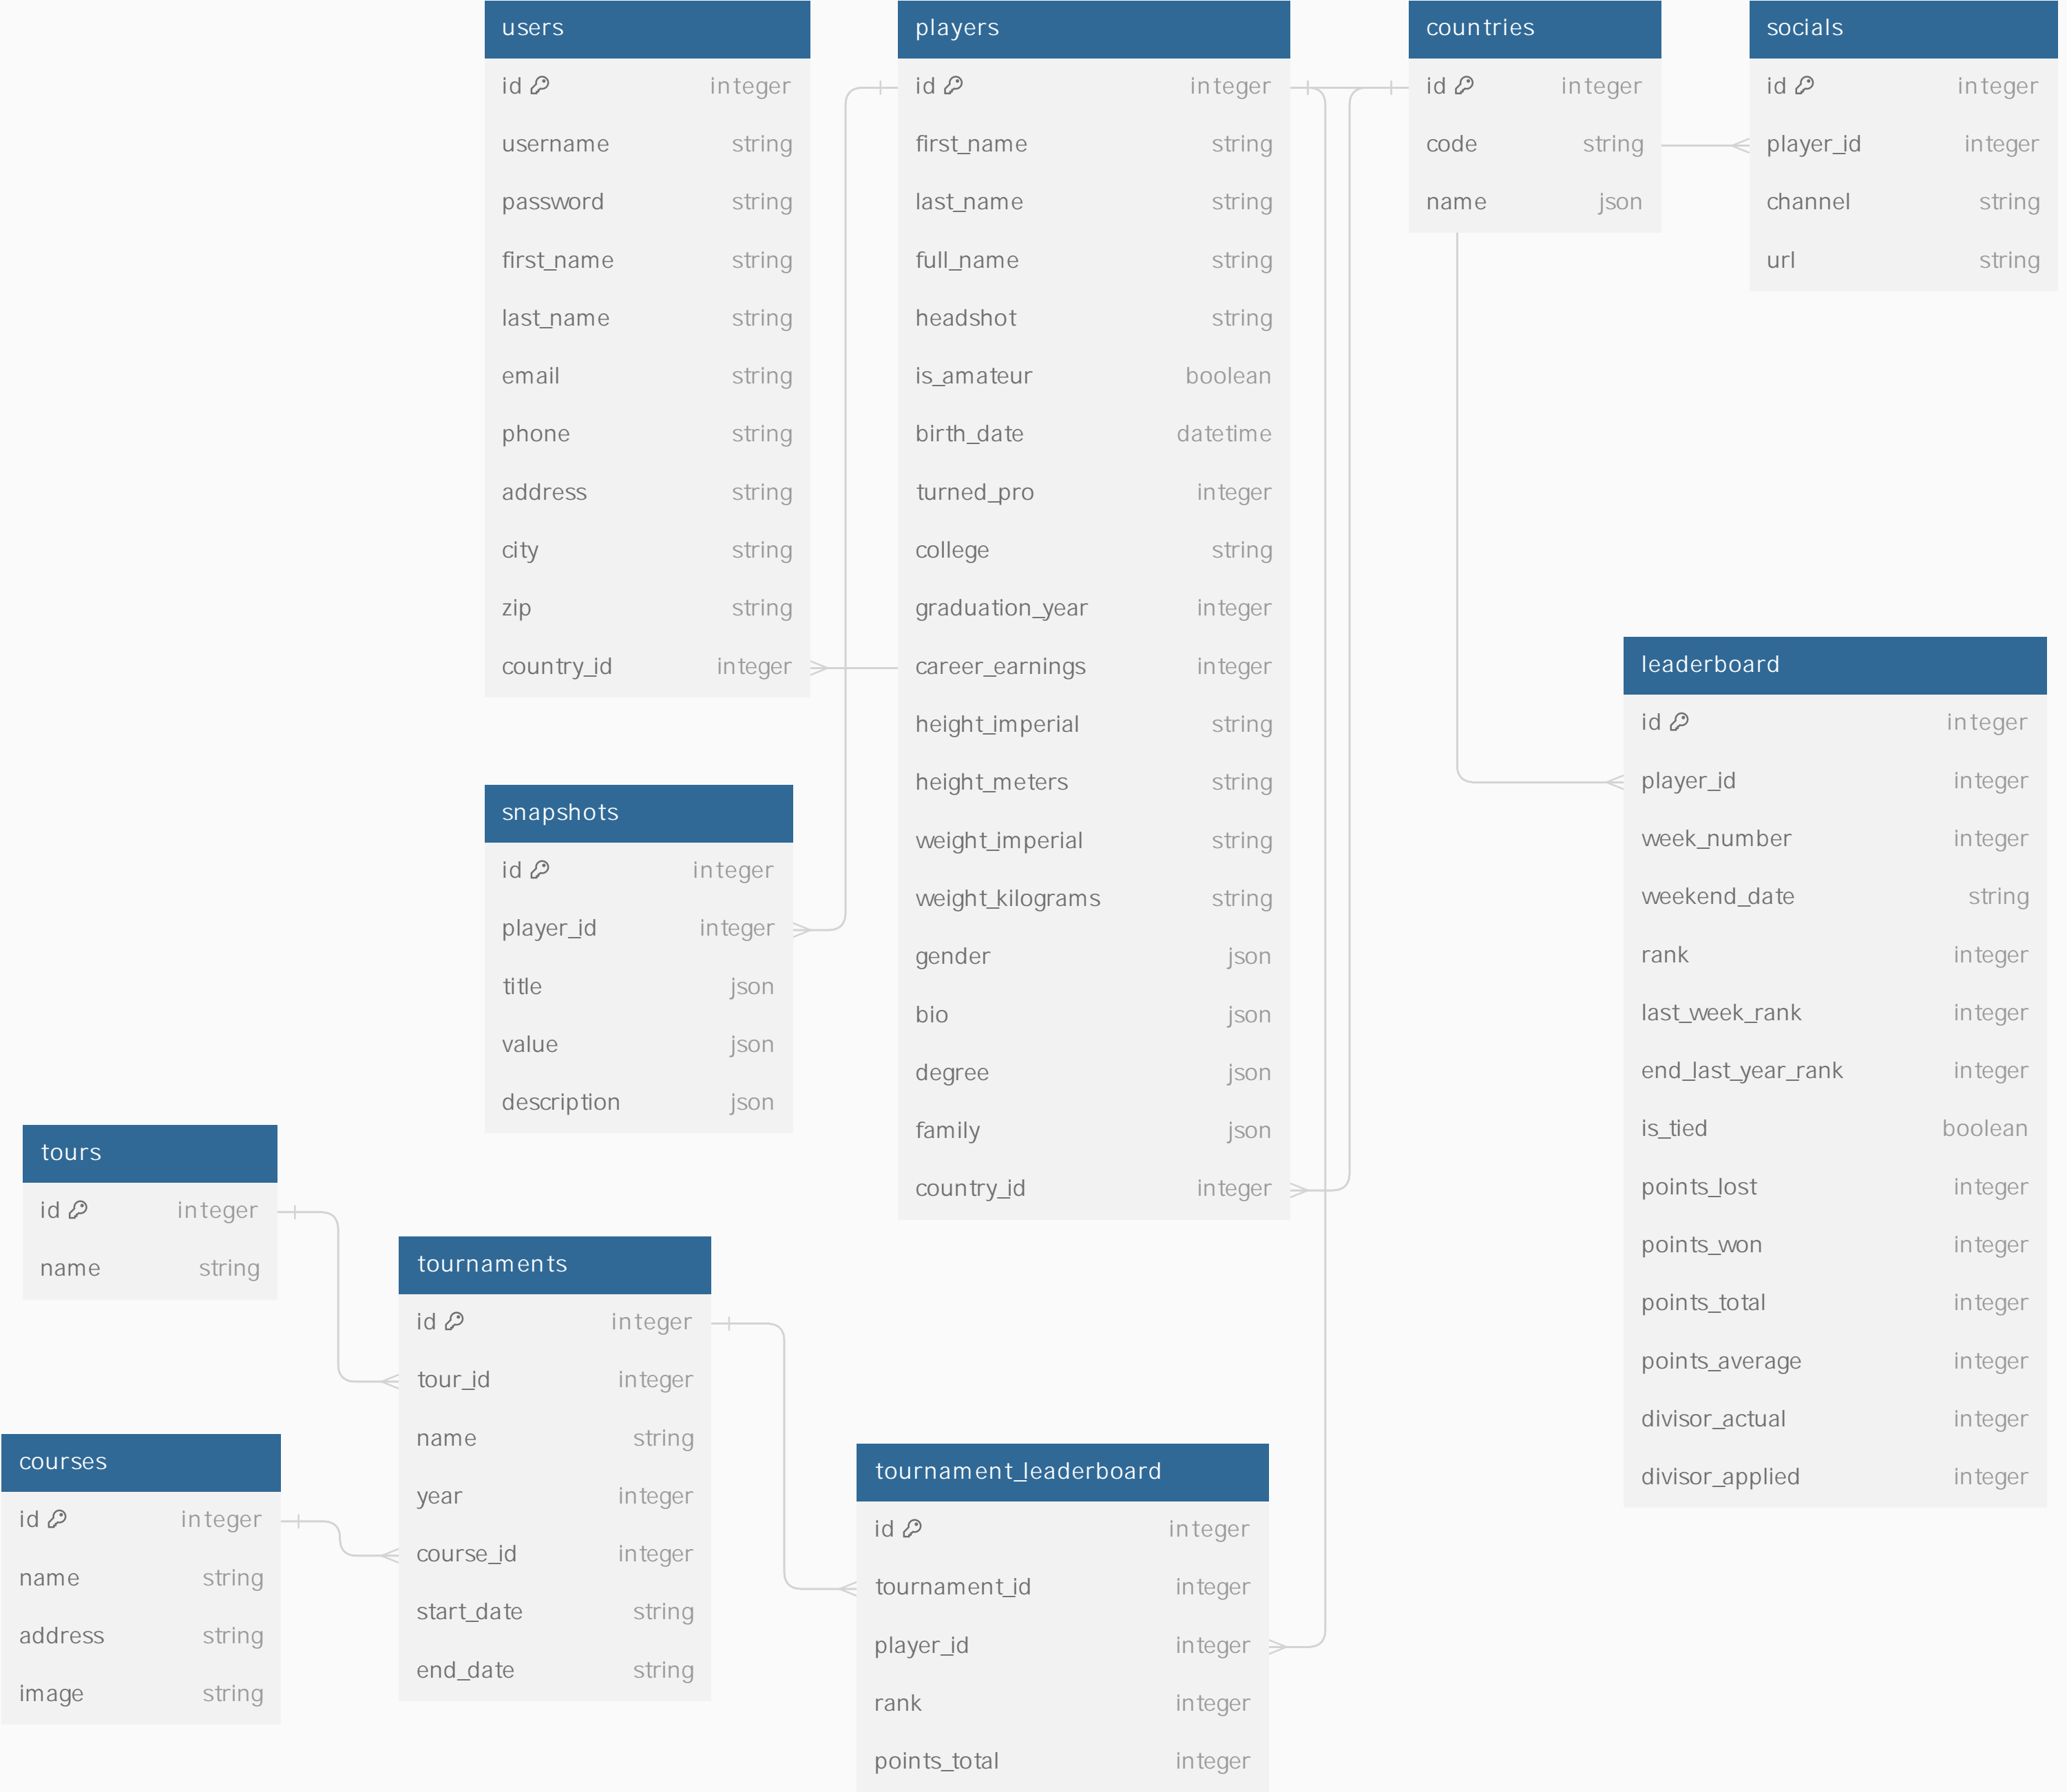 users
id integer
username string
password string
first_name string
last_name string
email string
phone string
address string
city string
zip string
country_id integer
players
id integer
first_name string
last_name string
full_name string
headshot string
is_amateur boolean
birth_date datetime
turned_pro integer
college string
graduation_year integer
career_earnings integer
height_imperial string
height_meters string
weight_imperial string
weight_kilograms string
gender json
bio json
degree json
family json
country_id integer
countries
id integer
code string
name json
socials
id integer
player_id integer
channel string
url string
leaderboard
id integer
player_id integer
week_number integer
weekend_date string
rank integer
last_week_rank integer
end_last_year_rank integer
is_tied boolean
points_lost integer
points_won integer
points_total integer
points_average integer
divisor_actual integer
divisor_applied integer
snapshots
id integer
player_id integer
title json
value json
description json
tours
id integer
name string
tournaments
id integer
tour_id integer
name string
year integer
course_id integer
start_date string
end_date string
courses
id integer
name string
address string
image string
tournament_leaderboard
id integer
tournament_id integer
player_id integer
rank integer
points_total integer